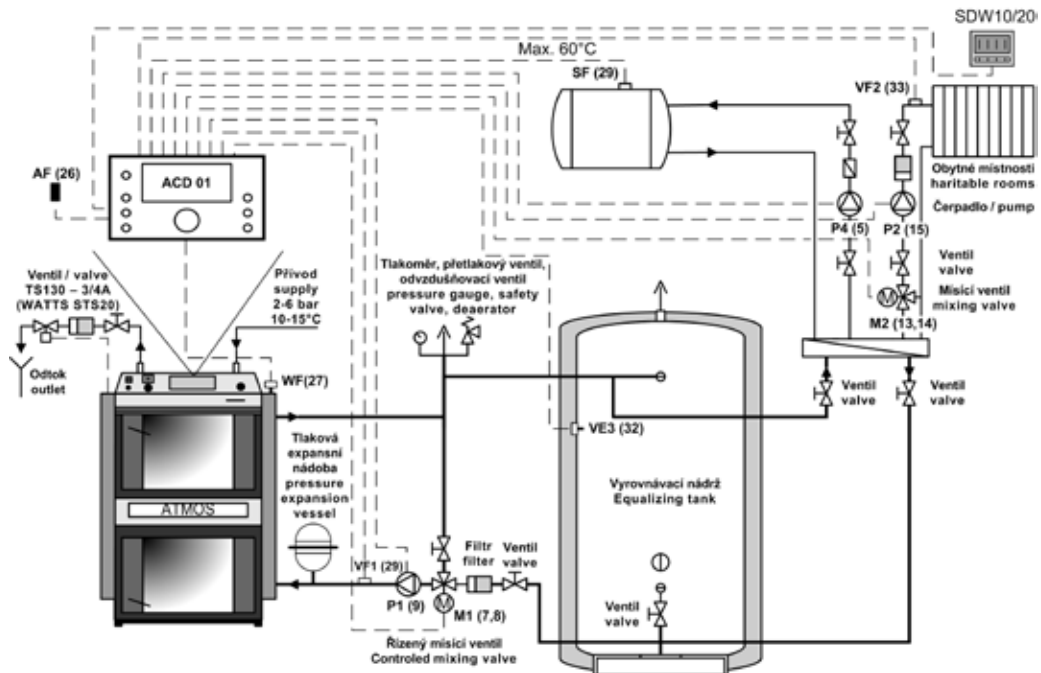 SDW10/20
Max. 60°C
SF (29)
VF2 (33)
AF (26)
ACD 01
Obytné místnosti
haritable rooms
Čerpadlo / pump
P4 (5)
P2 (15)
Ventil
valve
Mísící ventil
mixing valve
M2 (13,14)
Ventil / valve
TS130 – 3/4A
(WATTS STS20)
Přívod
supply
2-6 bar
10-15°C
Tlakoměr, přetlakový ventil,
odvzdušňovací ventil
pressure gauge, safety
valve, deaerator
Odtok
outlet
WF(27)
Ventil
valve
Ventil
valve
VE3 (32)
Tlaková
expansní
nádoba
pressure
expansion
vessel
Vyrovnávací nádrž
Equalizing tank
ATMOS
VF1 (29)
Filtr
filter
Ventil
valve
P1 (9)
M
M
M1 (7,8)
Ventil
valve
Řízený mísící ventil
Controled mixing valve